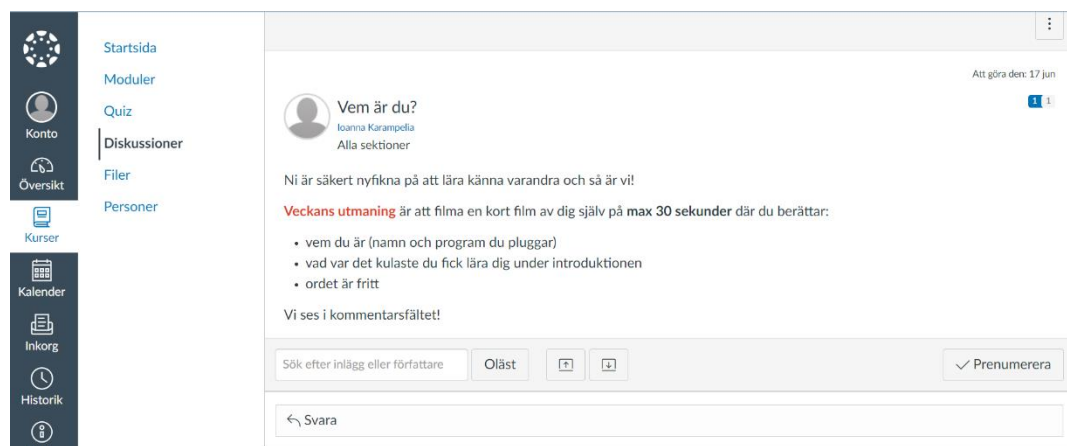 Konto
Översikt
Kurser
Kalender
Inkorg
Historik
Startsida
Moduler
Quiz
Diskussioner
Filer
Personer
Att göra den: 17 jun
1 1
Vem är du?
Ioanna Karampelia
Alla sektioner
Ni är säkert nyfikna på att lära känna varandra och så är vi!
Veckans utmaning är att filma en kort film av dig själv på max 30 sekunder där du berättar:
• vem du är (namn och program du pluggar)
• vad var det kulaste du fick lära dig under introduktionen
• ordet är fritt
Vi ses i kommentarsfältet!
Sök efter inlägg eller författare Oläst Prenumerera
Svara